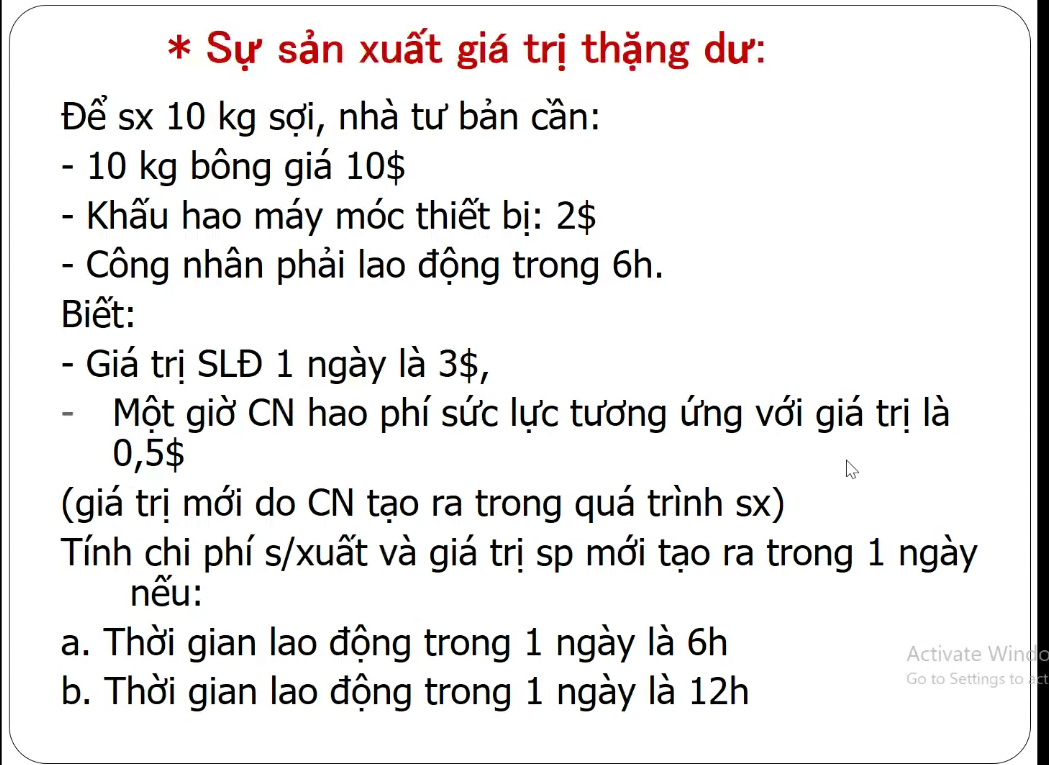 * Sự sản xuất giá trị thặng dư:
Để sx 10 kg sợi, nhà tư bản cần:
- 10 kg bông giá 10$
- Khấu hao máy móc thiết bị: 2$
- Công nhân phải lao động trong 6h.
Biết:
- Giá trị SLĐ 1 ngày là 3$,
- Một giờ CN hao phí sức lực tương ứng với giá trị là
0,5$
(giá trị mới do CN tạo ra trong quá trình sx)
Tính chi phí s/xuất và giá trị sp mới tạo ra trong 1 ngày
nếu:
a. Thời gian lao động trong 1 ngày là 6h
b. Thời gian lao động trong 1 ngày là 12h
Activate Windo
Go to Settings to act